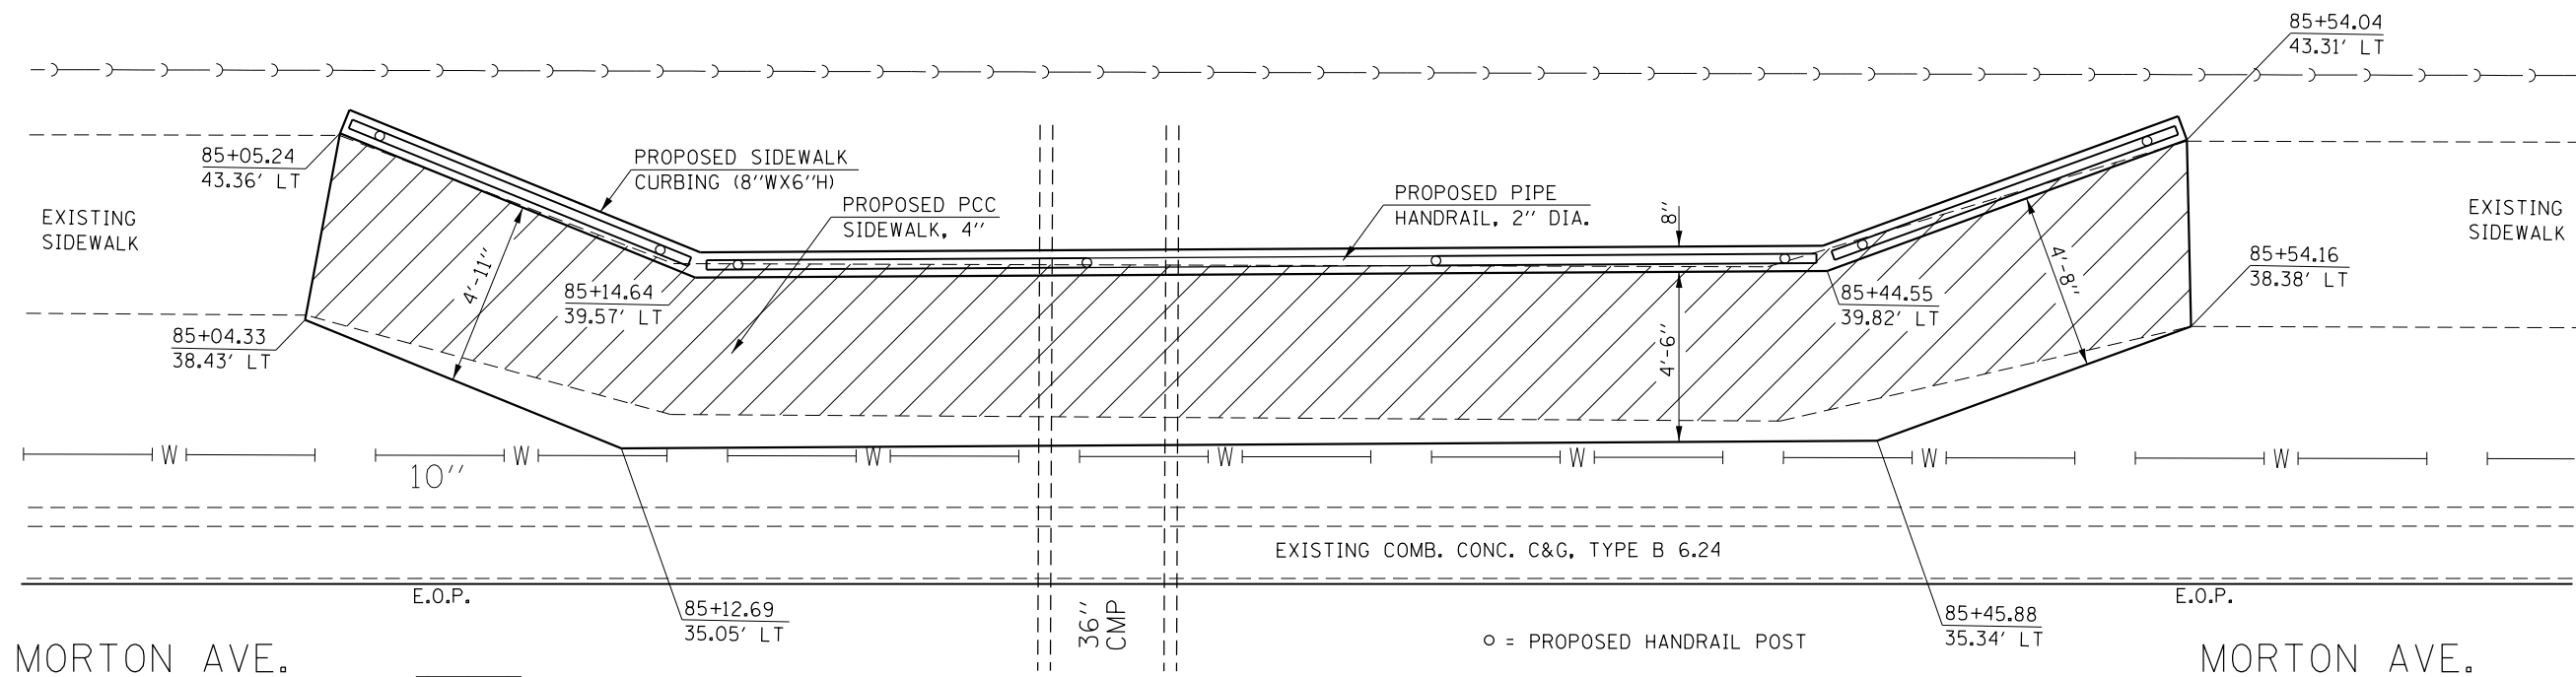 85+54.04
43.31' LT
85+05.24
43.36' LT
PROPOSED SIDEWALK
CURBING (8''WX6''H)
PROPOSED PCC
SIDEWALK, 4''
PROPOSED PIPE
HANDRAIL, 2'' DIA.
8''
EXISTING
SIDEWALK
EXISTING
SIDEWALK
4'-11''
85+14.64
39.57' LT
85+44.55
39.82' LT
4'-8''
85+54.16
38.38' LT
85+04.33
38.43' LT
4'-6''
W W W W W W W
10''
EXISTING COMB. CONC. C&G, TYPE B 6.24
E.O.P.
E.O.P.
85+12.69
35.05' LT
36''
CMP
O = PROPOSED HANDRAIL POST
85+45.88
35.34' LT
MORTON AVE.
MORTON AVE.